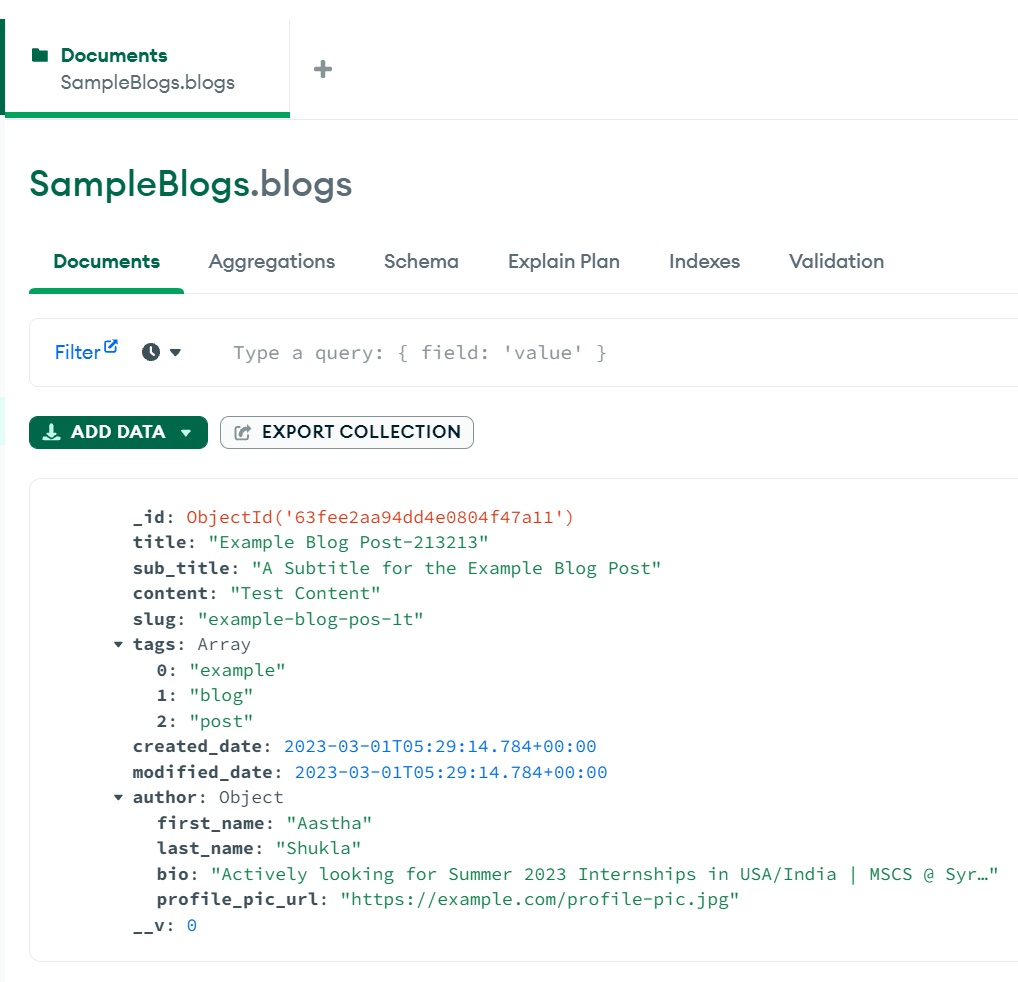 Documents
SampleBlogs.blogs
SampleBlogs.blogs
Documents Aggregations Schema Explain Plan Indexes Validation
Filter Type a query: { field: 'value' }
ADD DATA EXPORT COLLECTION
_id: ObjectId('63fee2aa94dd4e0804f47a11')
title: "Example Blog Post-213213"
sub_title: "A Subtitle for the Example Blog Post"
content: "Test Content"
slug: "example-blog-pos-1t"
tags: Array
0: "example"
1: "blog"
2: "post"
created_date: 2023-03-01T05:29:14.784+00:00
modified_date: 2023-03-01T05:29:14.784+00:00
author: Object
first_name: "Aastha"
last_name: "Shukla"
bio: "Actively looking for Summer 2023 Internships in USA/India | MSCS @ Syr…"
profile_pic_url: "https://example.com/profile-pic.jpg"
__v: 0